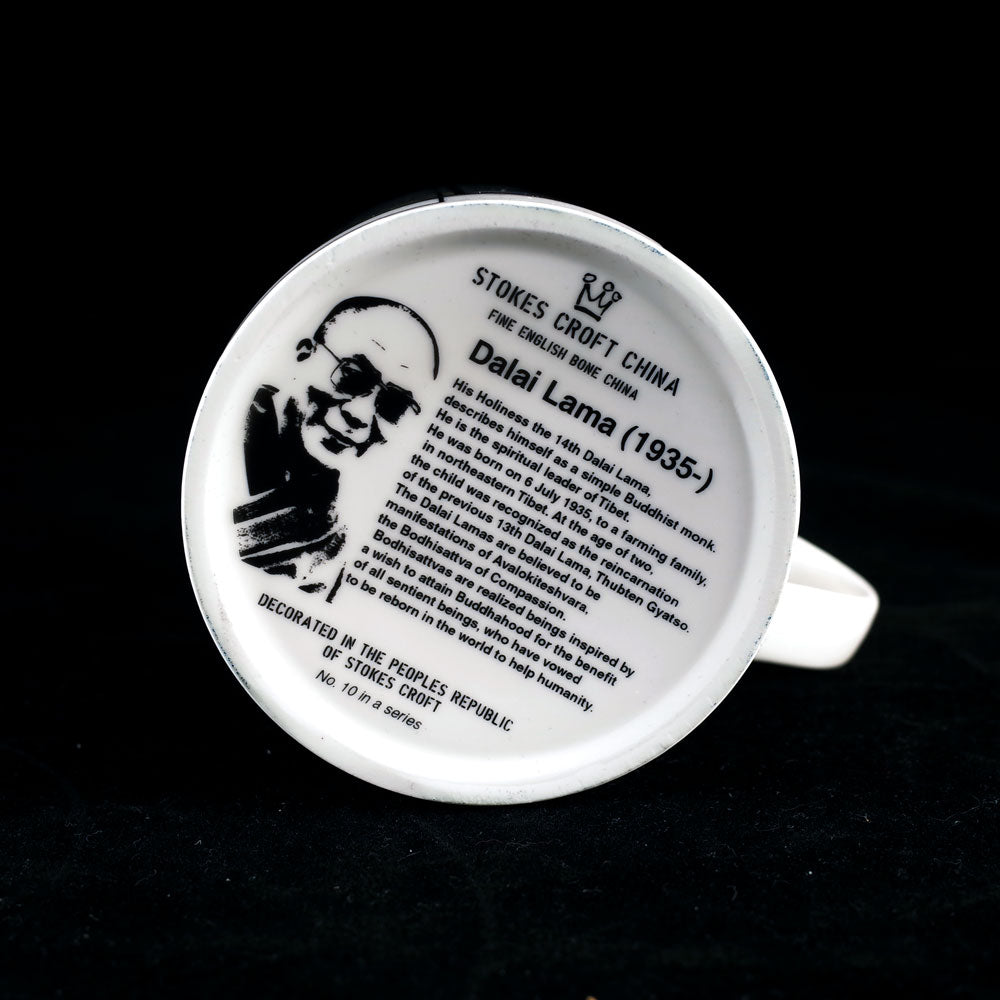 STOKES CROFT CHINA
FINE ENGLISH BONE CHINA
Dalai Lama (1935-)
His Holiness the 14th Dalai Lama,
describes himself as a simple Buddhist monk.
He is the spiritual leader of Tibet.
He was born on 6 July 1935, to a farming family.
in northeastern Tibet. At the age of two,
the child was recognized as the reincarnation
of the previous 13th Dalai Lama, Thubten Gyatso.
The Dalai Lamas are believed to be
manifestations of Avalokiteshvara.
the Bodhisattva of Compassion.
Bodhisattvas are realized beings inspired by
a wish to attain Buddhahood for the benefit
of all sentient beings, who have vowed
to be reborn in the world to help humanity.
DECORATED IN THE PEOPLES REPUBLIC
OF STOKES CROFT
No. 10 in a series